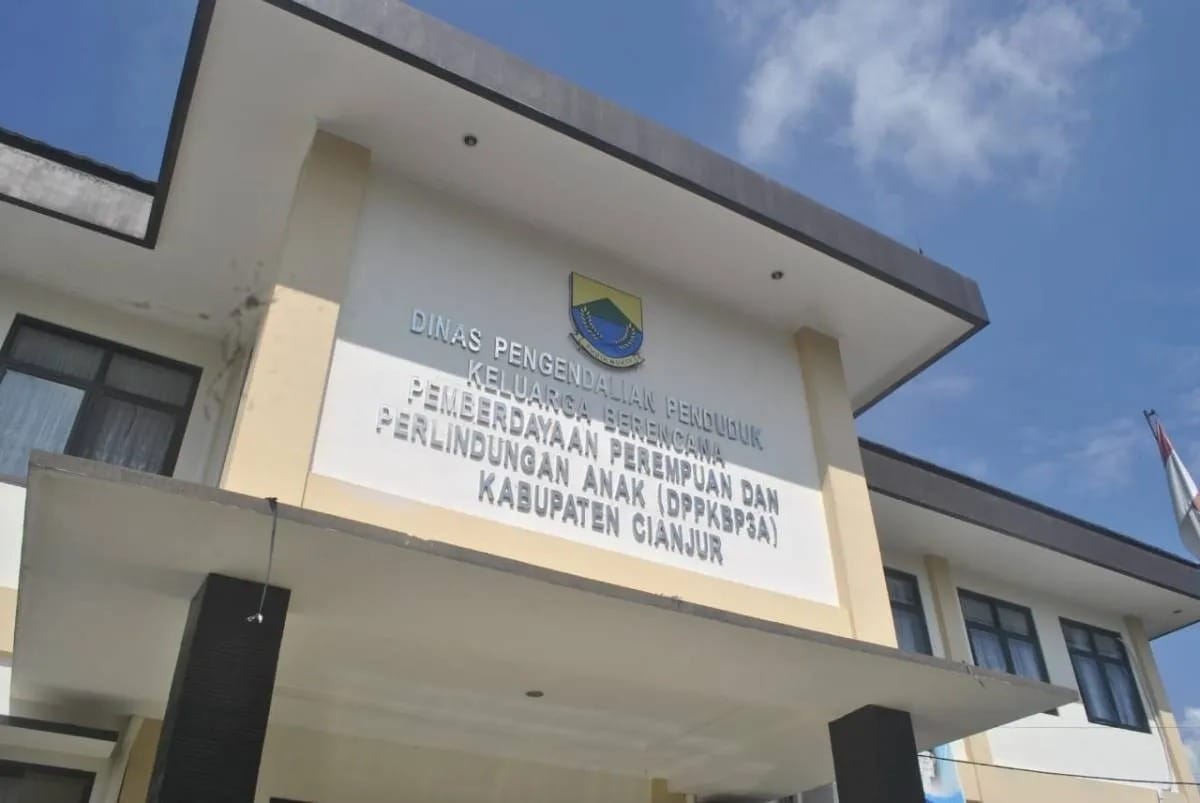 DINAS PENGENDALIAN PENDUDUK
KELUARGA BERENCANA
PEMBERDAYAAN PEREMPUAN DAN
PERLINDUNGAN ANAK (DPPKBP3A)
KABUPATEN CIANJUR